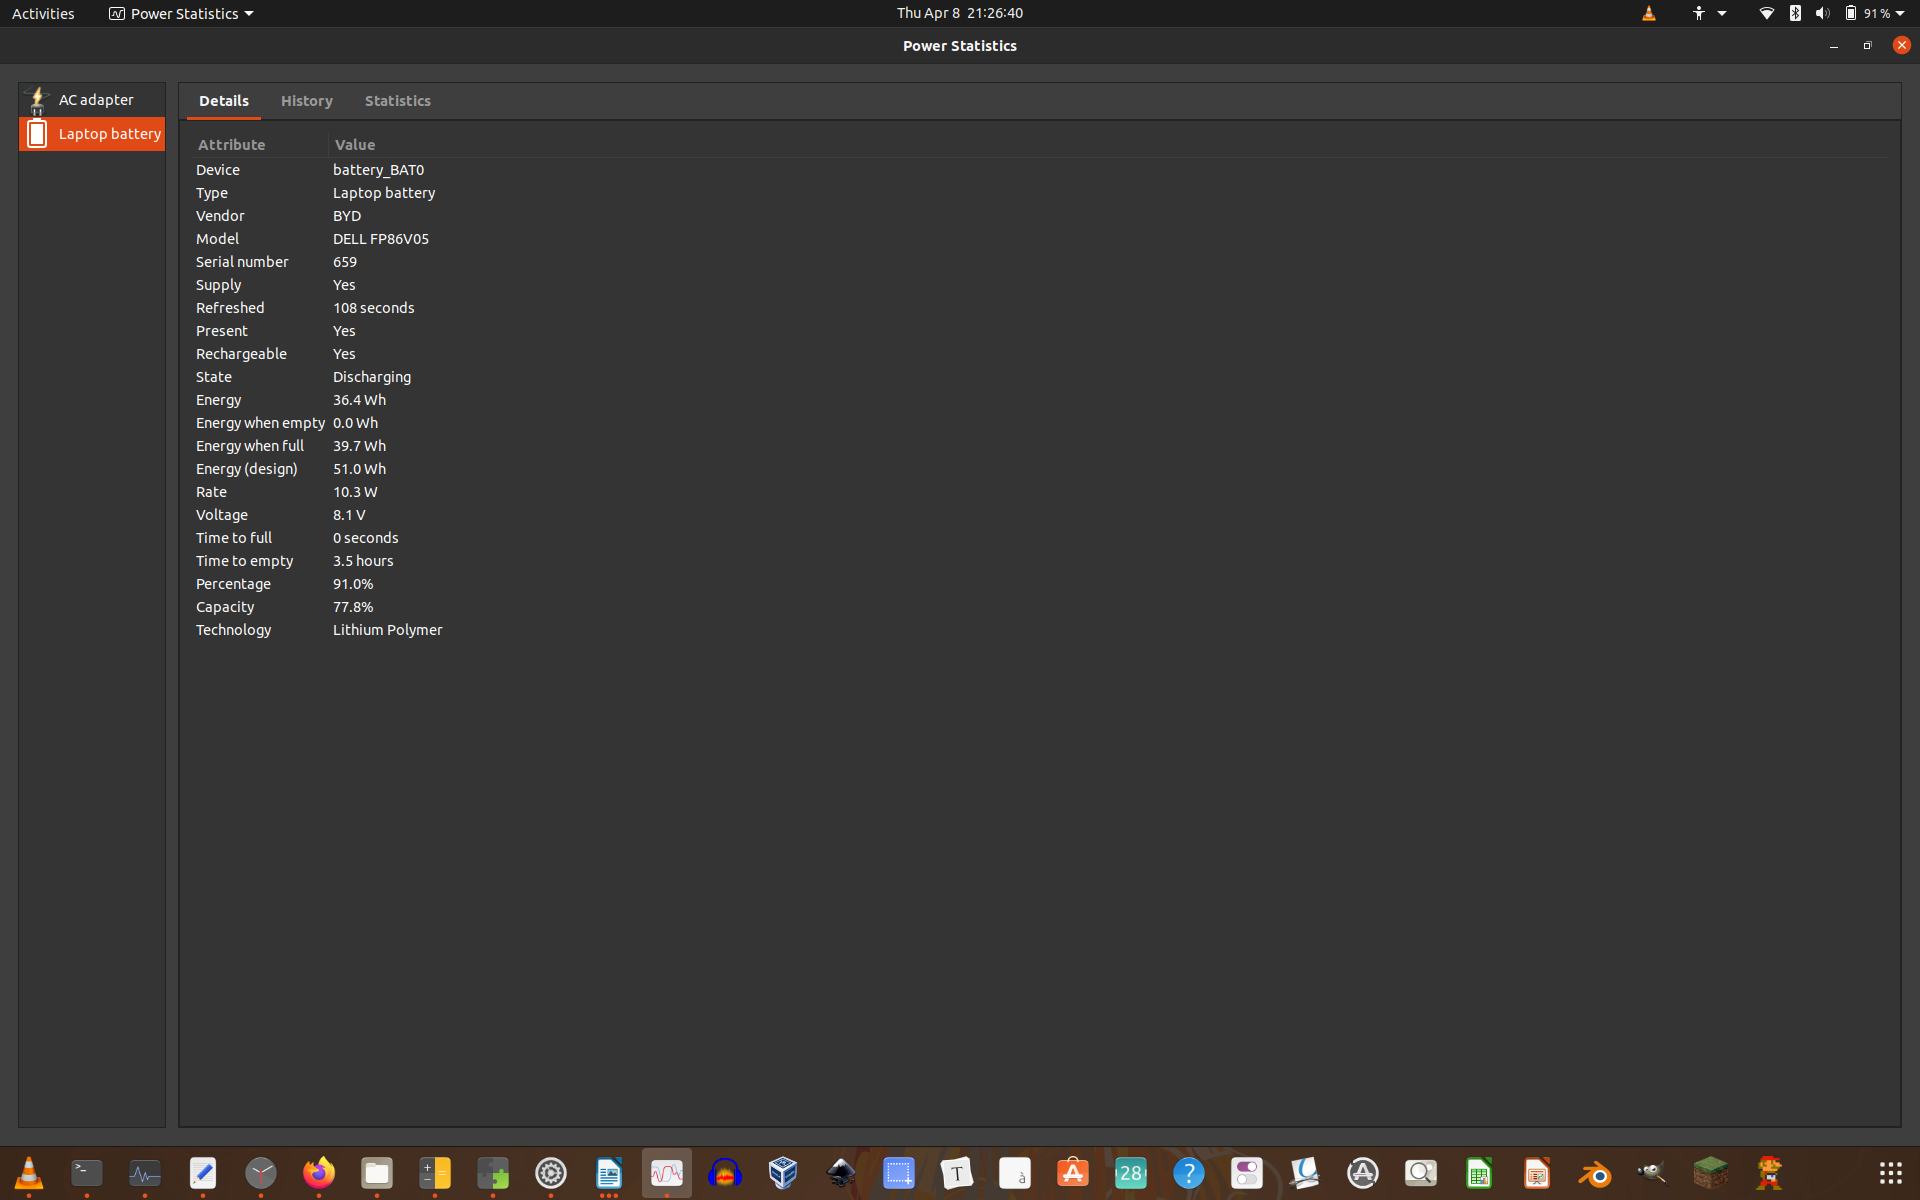 Activities Power Statistics Thu Apr 8 21:26:40 91 %
Power Statistics
AC adapter
Laptop battery
Details History Statistics
Attribute Value
Device battery_BAT0
Type Laptop battery
Vendor BYD
Model DELL FP86V05
Serial number 659
Supply Yes
Refreshed 108 seconds
Present Yes
Rechargeable Yes
State Discharging
Energy 36.4 Wh
Energy when empty 0.0 Wh
Energy when full 39.7 Wh
Energy (design) 51.0 Wh
Rate 10.3 W
Voltage 8.1 V
Time to full 0 seconds
Time to empty 3.5 hours
Percentage 91.0%
Capacity 77.8%
Technology Lithium Polymer
T à A 28 ? A